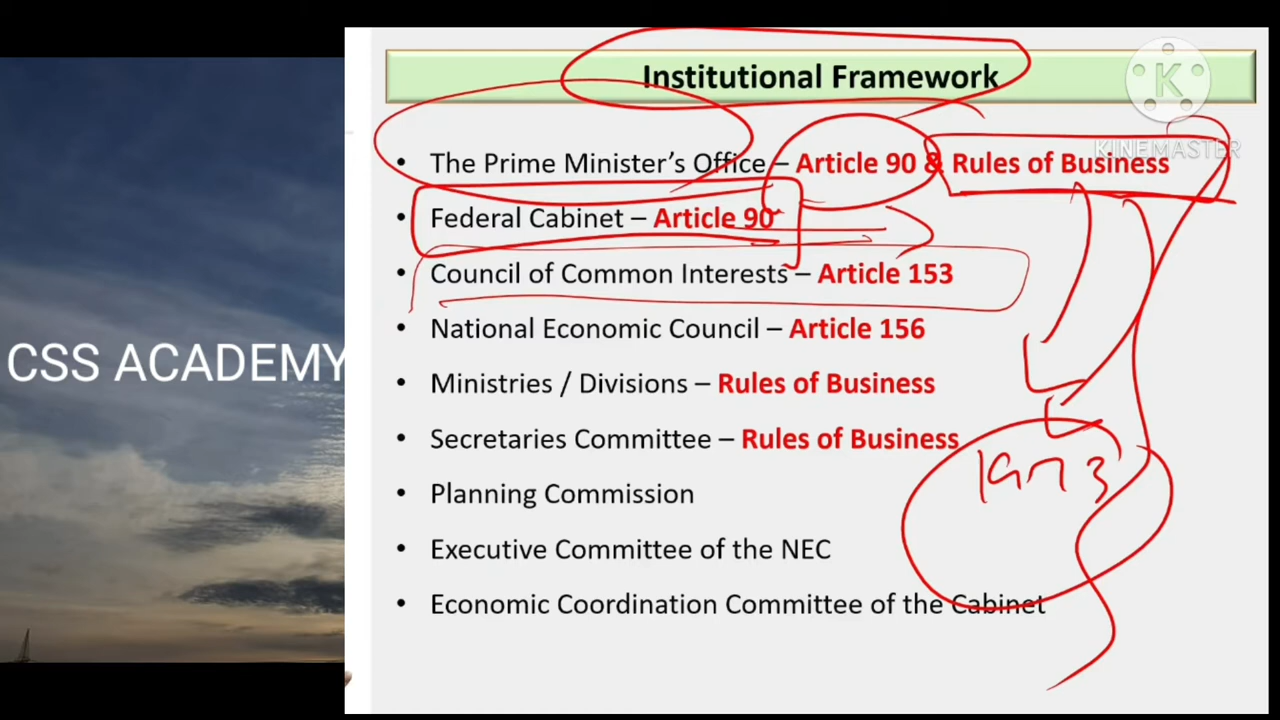 Institutional Framework
K
KINEMASTER
• The Prime Minister’s Office – Article 90 & Rules of Business
• Federal Cabinet – Article 90
• Council of Common Interests – Article 153
• National Economic Council – Article 156
• Ministries / Divisions – Rules of Business
• Secretaries Committee – Rules of Business
1973
• Planning Commission
• Executive Committee of the NEC
• Economic Coordination Committee of the Cabinet
CSS ACADEMY